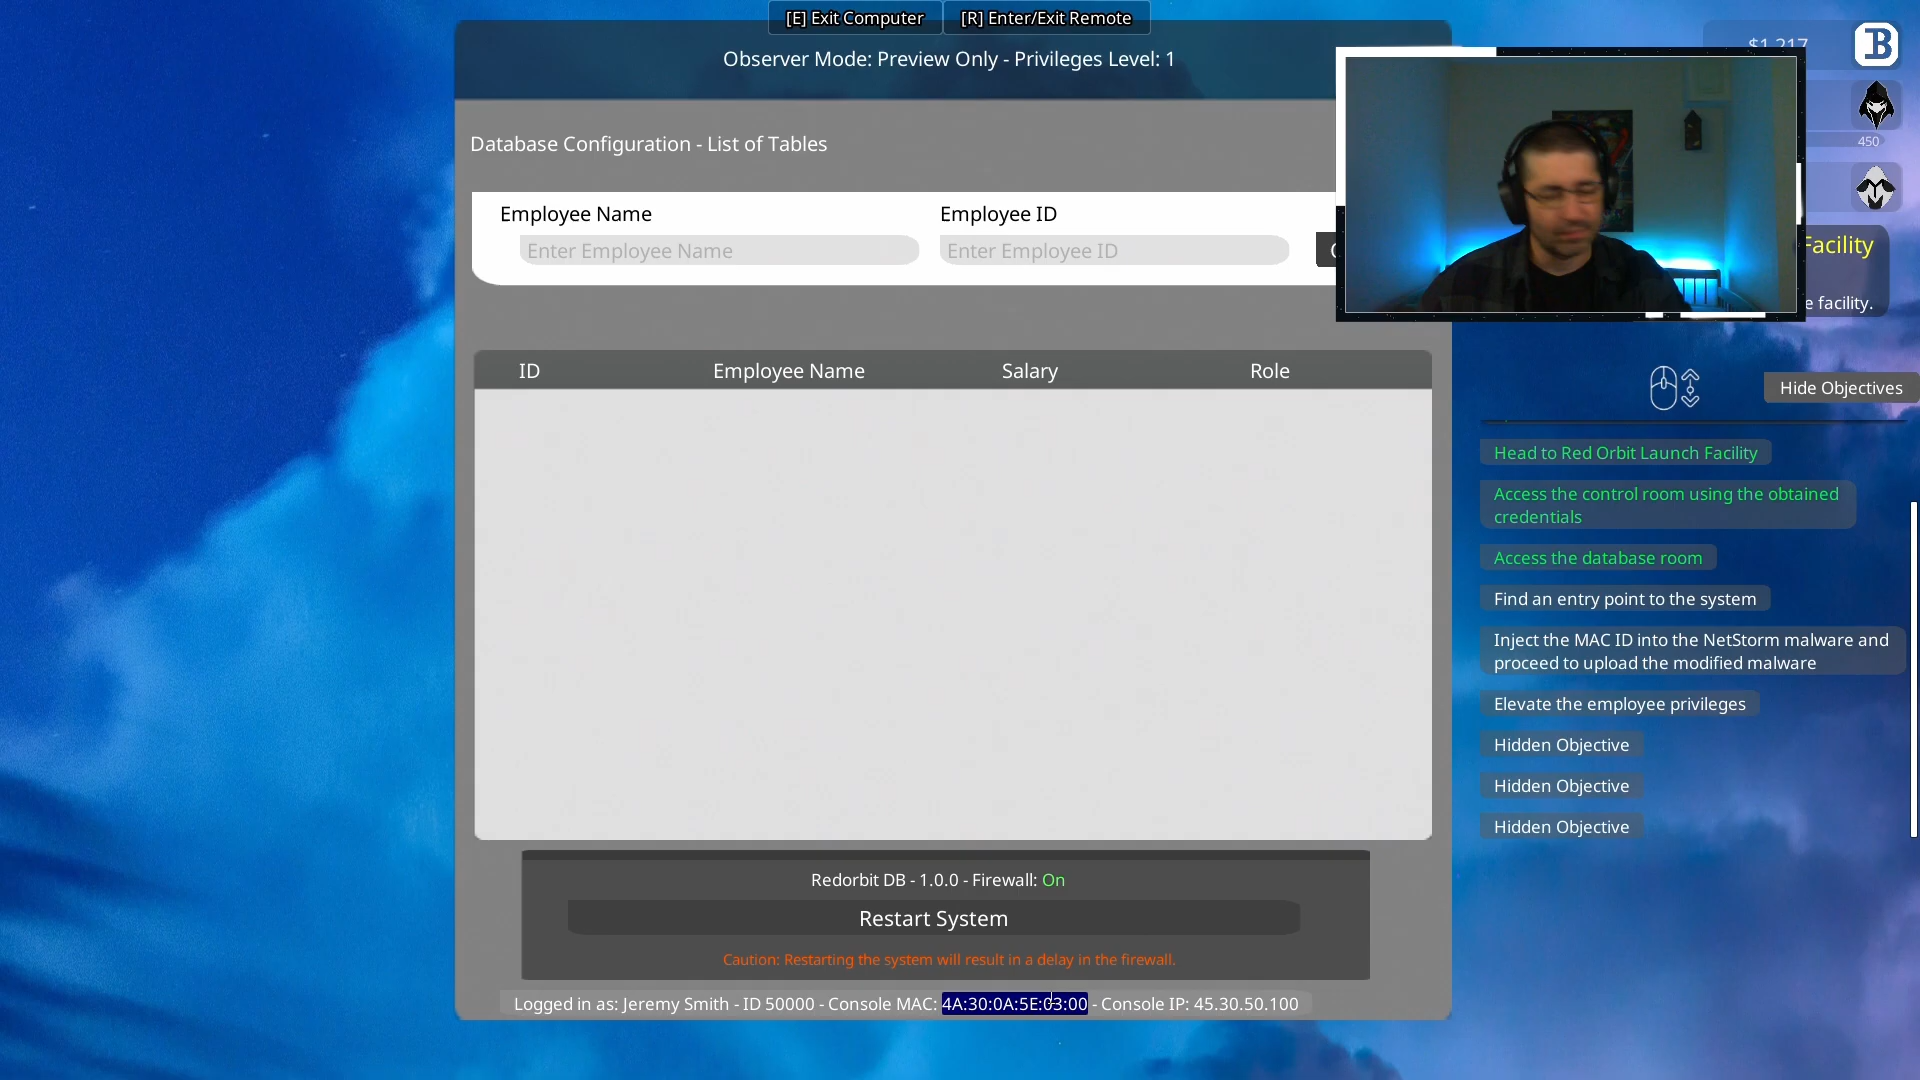 [E] Exit Computer
[R] Enter/Exit Remote
Observer Mode: Preview Only - Privileges Level: 1
$1,217
450
Database Configuration - List of Tables
Employee Name
Employee ID
Enter Employee Name
Enter Employee ID
Facility
facility.
ID
Employee Name
Salary
Role
Hide Objectives
Head to Red Orbit Launch Facility
Access the control room using the obtained
credentials
Access the database room
Find an entry point to the system
Inject the MAC ID into the NetStorm malware and
proceed to upload the modified malware
Elevate the employee privileges
Hidden Objective
Hidden Objective
Hidden Objective
Redorbit DB - 1.0.0 - Firewall: On
Restart System
Caution: Restarting the system will result in a delay in the firewall.
Logged in as: Jeremy Smith - ID 50000 - Console MAC: 4A:30:0A:5E:03:00 - Console IP: 45.30.50.100